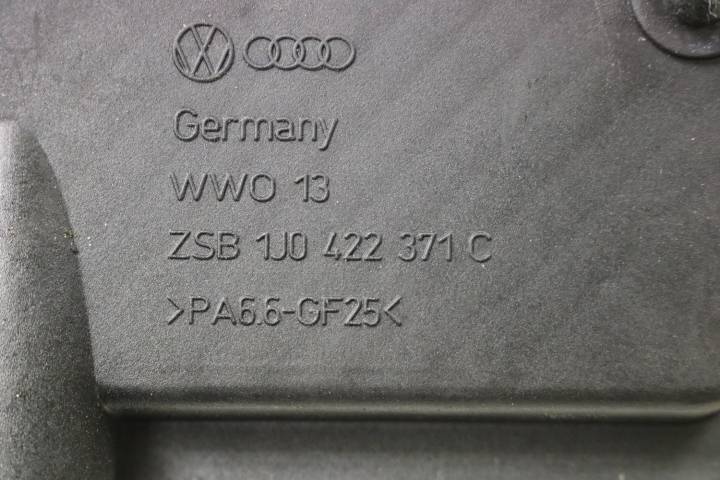 Germany
WWO 13
ZSB 1J0 422 371 C
>PA6.6-GF25<